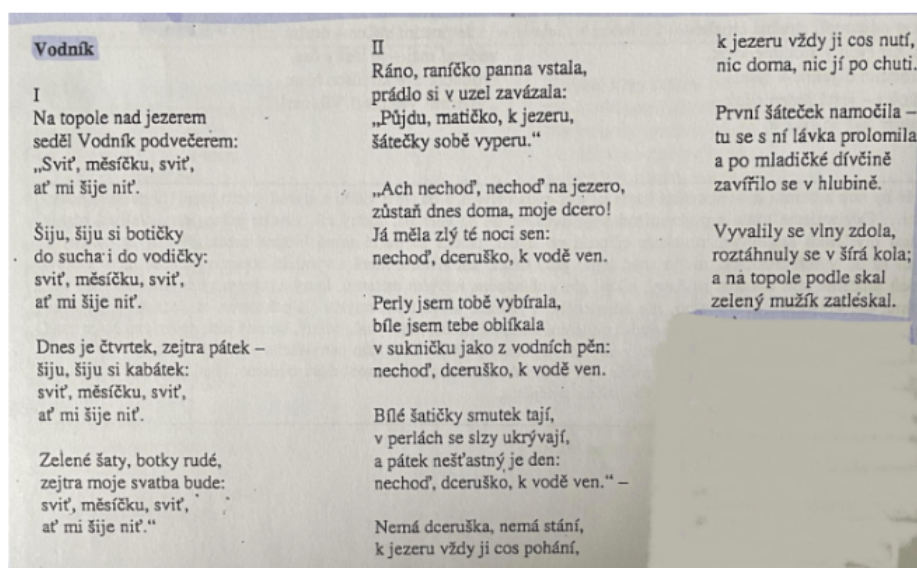 Vodník
I
Na topole nad jezerem
seděl Vodník podvečerem:
„Sviť, měsíčku, sviť,
ať mi šije niť.
Šiju, šiju si botičky
do sucha i do vodičky:
sviť, měsíčku, sviť,
ať mi šije niť.
Dnes je čtvrtek, zejtra pátek –
šiju, šiju si kabátek:
sviť, měsíčku, sviť,
ať mi šije niť.
Zelené šaty, botky rudé,
zejtra moje svatba bude:
sviť, měsíčku, sviť,
ať mi šije niť.“
II
Ráno, raníčko panna vstala,
prádlo si v uzel zavázala:
„Půjdu, matičko, k jezeru,
šátečky sobě vyperu.“
„Ach nechoď, nechoď na jezero,
zůstaň dnes doma, moje dcero!
Já měla zlý té noci sen:
nechoď, dceruško, k vodě ven.
Perly jsem tobě vybírala,
bíle jsem tebe oblíkala
v sukničku jako z vodních pěn:
nechoď, dceruško, k vodě ven.
Bílé šatičky smutek tají,
v perlách se slzy ukrývají,
a pátek nešťastný je den:
nechoď, dceruško, k vodě ven.“ –
Nemá dceruška, nemá stání,
k jezeru vždy ji cos pohání,
k jezeru vždy ji cos nutí,
nic doma, nic jí po chuti.
První šáteček namočila –
tu se s ní lávka prolomila
a po mladičké dívčině
zavířilo se v hlubině.
Vyvalily se vlny zdola,
roztáhnuly se v šírá kola;
a na topole podle skal
zelený mužík zatleskal.